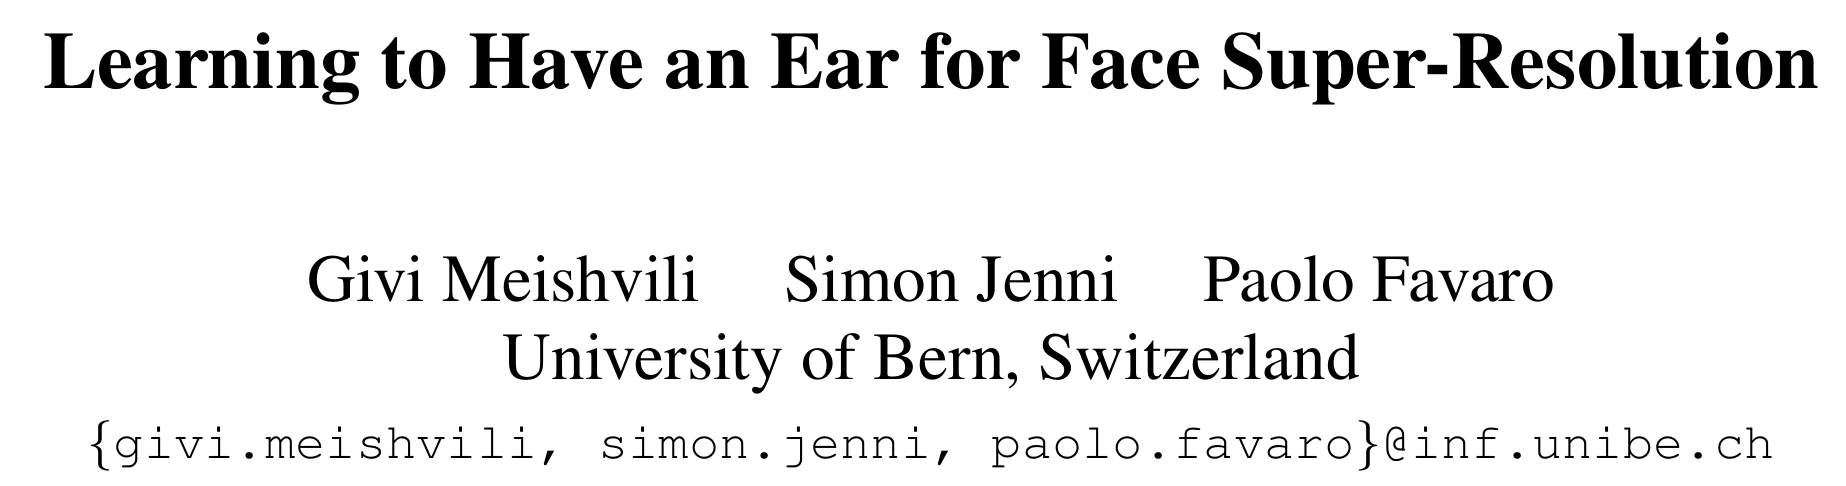 Learning to Have an Ear for Face Super-Resolution
Givi Meishvili Simon Jenni Paolo Favaro
University of Bern, Switzerland
{givi.meishvili, simon.jenni, paolo.favaro}@inf.unibe.ch